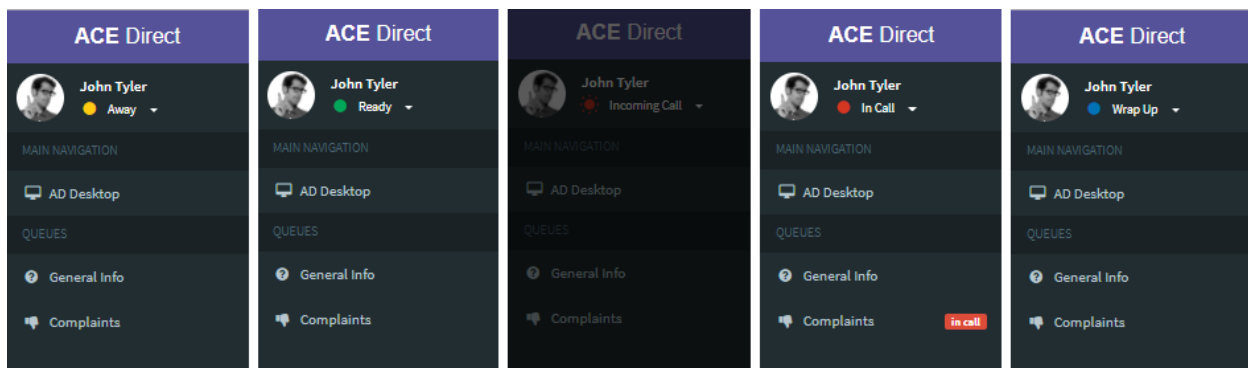 ACE Direct
John Tyler
Away
MAIN NAVIGATION
AD Desktop
QUEUES
General Info
Complaints
ACE Direct
John Tyler
Ready
MAIN NAVIGATION
AD Desktop
QUEUES
General Info
Complaints
ACE Direct
John Tyler
Incoming Call
MAIN NAVIGATION
AD Desktop
QUEUES
General Info
Complaints
ACE Direct
John Tyler
In Call
MAIN NAVIGATION
AD Desktop
QUEUES
General Info
Complaints in call
ACE Direct
John Tyler
Wrap Up
MAIN NAVIGATION
AD Desktop
QUEUES
General Info
Complaints